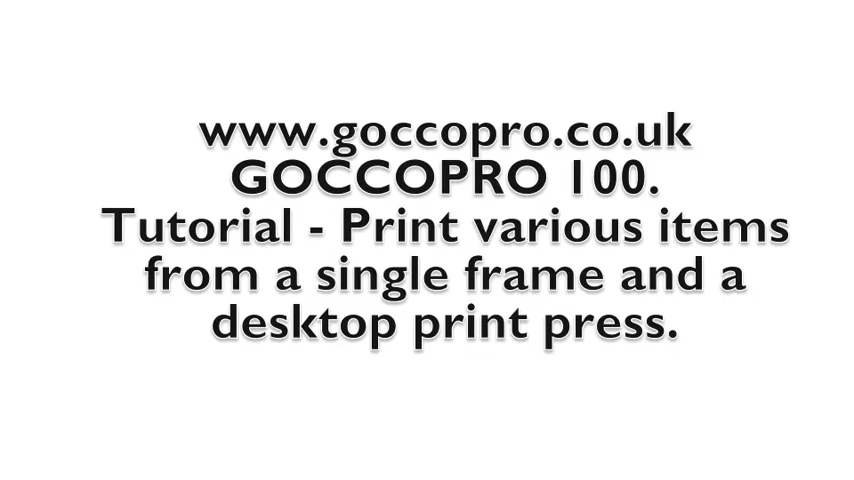 www.goccopro.co.uk
GOCCOPRO 100.
Tutorial - Print various items
from a single frame and a
desktop print press.